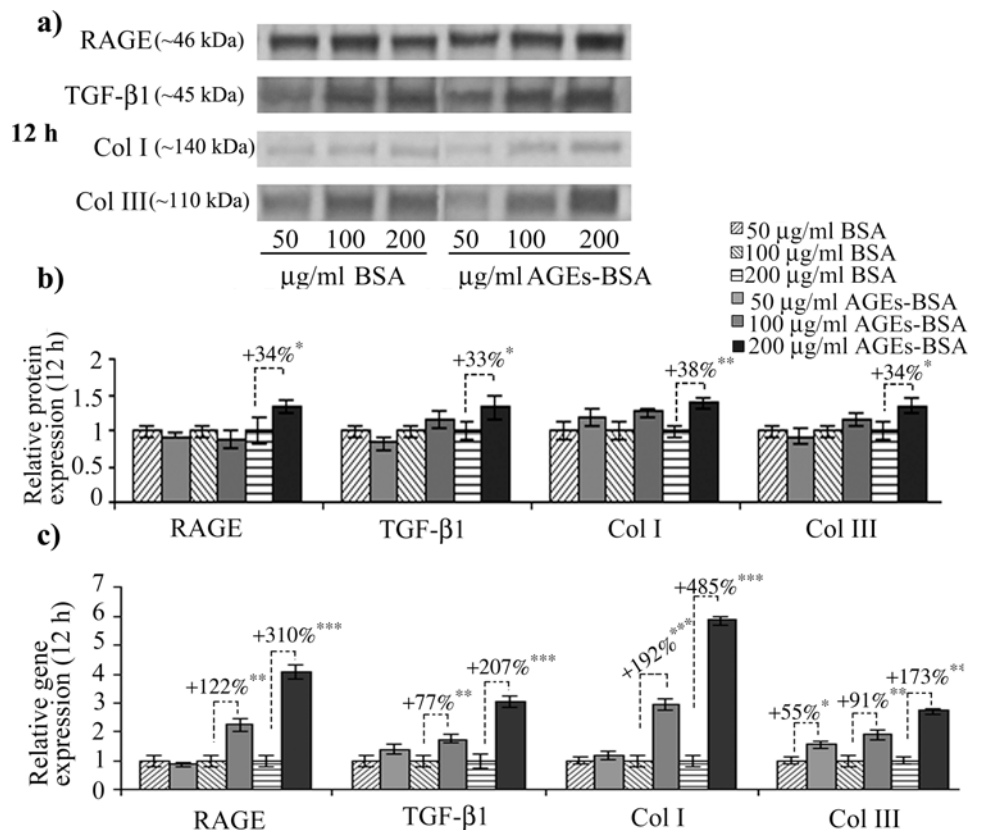 a)
RAGE(~46 kDa)
TGF-β1(~45 kDa)
12 h
Col I(~140 kDa)
Col III(~110 kDa)
50 100 200 50 100 200
μg/ml BSA μg/ml AGEs-BSA
50 μg/ml BSA
100 μg/ml BSA
200 μg/ml BSA
50 μg/ml AGEs-BSA
100 μg/ml AGEs-BSA
200 μg/ml AGEs-BSA
b)
Relative protein
expression (12 h)
2
1.5
1
0.5
0
+34%* +33%* +38%** +34%*
RAGE TGF-β1 Col I Col III
c)
Relative gene
expression (12 h)
7
6
5
4
3
2
1
0
+122%** +310%*** +77%** +207%*** +192%*** +485%*** +55%* +91%** +173%**
RAGE TGF-β1 Col I Col III